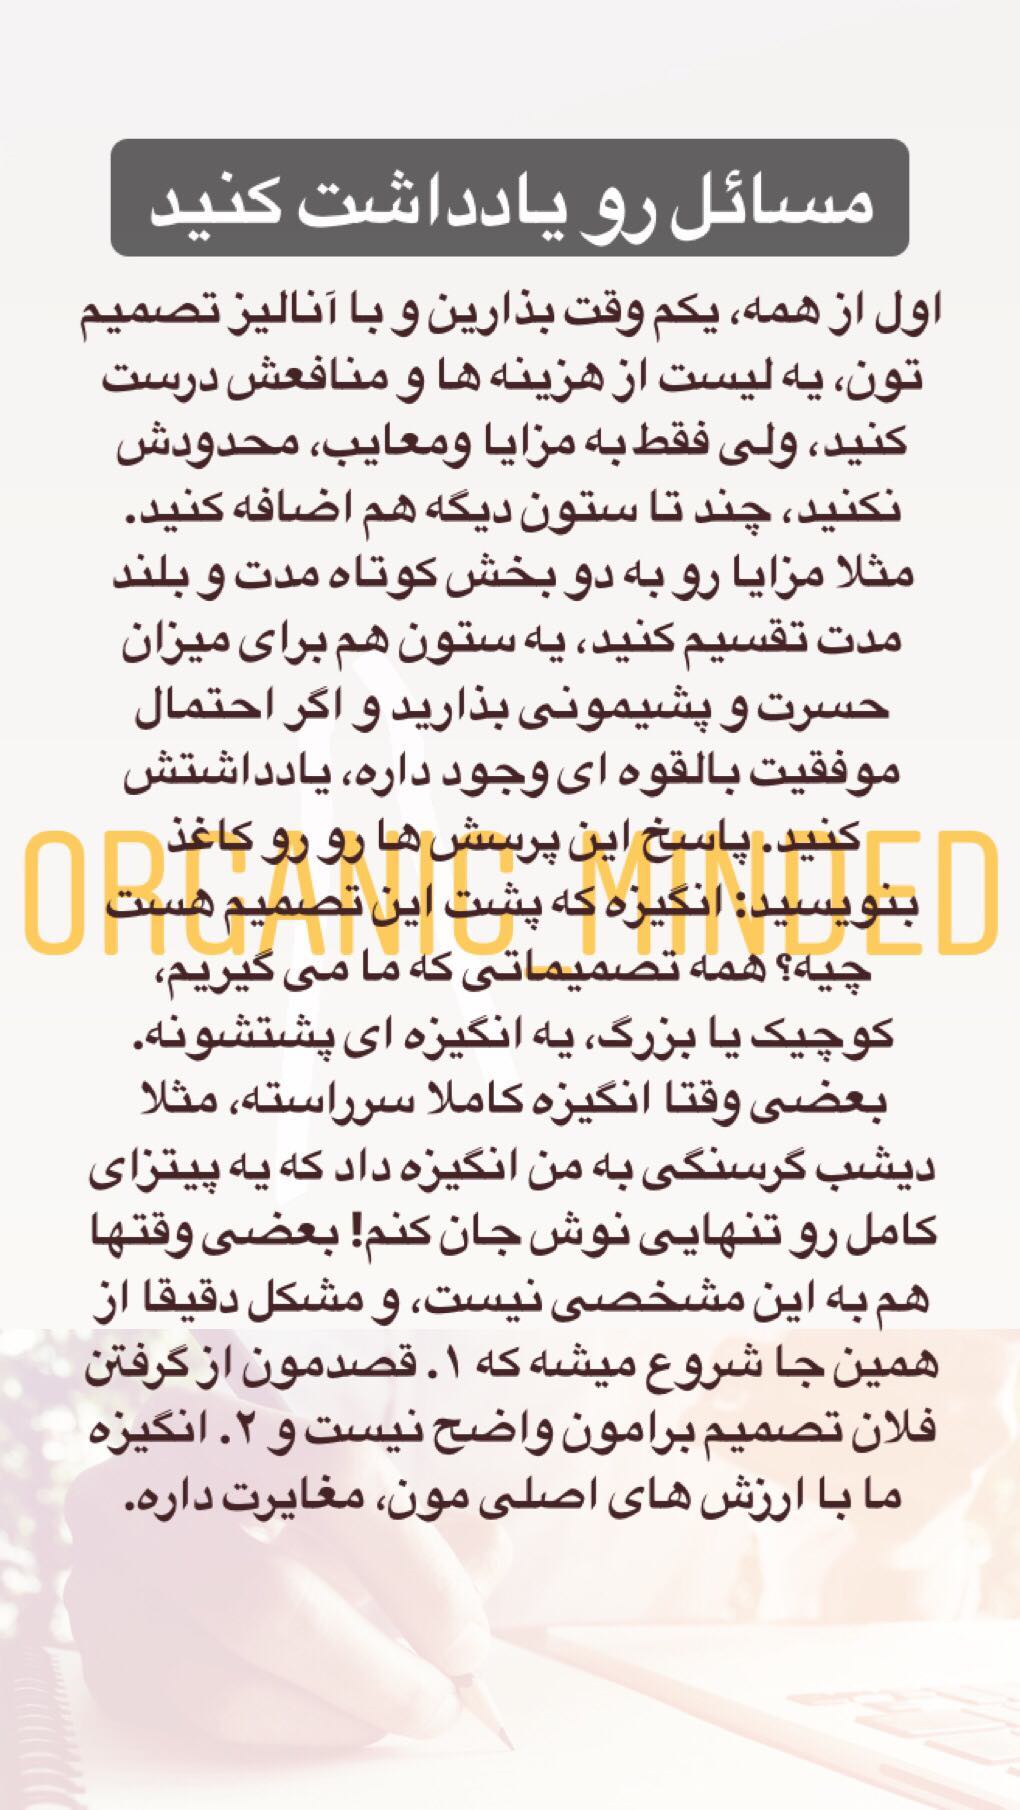 مسائل رو یادداشت کنید
اول از همه، یکم وقت بذارین و با آنالیز تصمیم
تون، یه لیست از هزینه ها و منافعش درست
کنید، ولی فقط به مزایا ومعایب، محدودش
نکنید، چند تا ستون دیگه هم اضافه کنید.
مثلا مزایا رو به دو بخش کوتاه مدت و بلند
مدت تقسیم کنید، یه ستون هم برای میزان
حسرت و پشیمونی بذارید و اگر احتمال
موفقیت بالقوه ای وجود داره، یادداشتش
کنید. پاسخ این پرسش ها رو رو کاغذ
ORGANIC_MINDED
بنویسید: انگیزه که پشت این تصمیم هست
چیه؟ همه تصمیماتی که ما می گیریم،
کوچیک یا بزرگ، یه انگیزه ای پشتشونه.
بعضی وقتا انگیزه کاملا سرراسته، مثلا
دیشب گرسنگی به من انگیزه داد که یه پیتزای
کامل رو تنهایی نوش جان کنم! بعضی وقتها
هم به این مشخصی نیست، و مشکل دقیقا از
همین جا شروع میشه که ۱. قصدمون از گرفتن
فلان تصمیم برامون واضح نیست و ۲. انگیزه
ما با ارزش های اصلی مون، مغایرت داره.